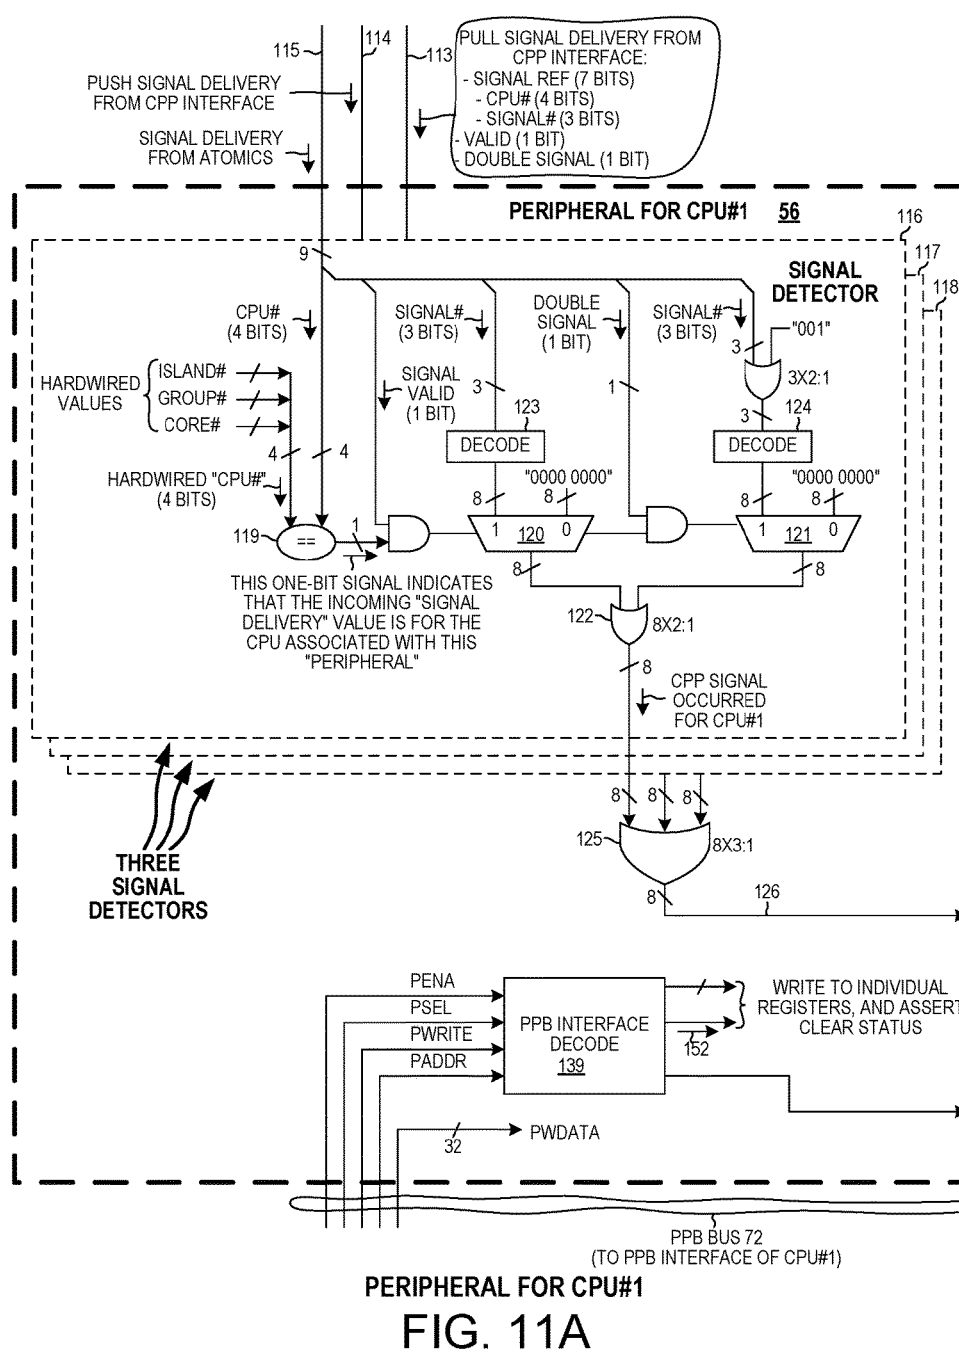 115
114
113
PULL SIGNAL DELIVERY FROM
CPP INTERFACE:
- SIGNAL REF (7 BITS)
- CPU# (4 BITS)
- SIGNAL# (3 BITS)
- VALID (1 BIT)
- DOUBLE SIGNAL (1 BIT)
PUSH SIGNAL DELIVERY
FROM CPP INTERFACE
SIGNAL DELIVERY
FROM ATOMICS
PERIPHERAL FOR CPU#1 56
116
117
118
9
SIGNAL
DETECTOR
CPU#
(4 BITS)
SIGNAL#
(3 BITS)
DOUBLE
SIGNAL
(1 BIT)
SIGNAL#
(3 BITS)
"001"
3
3X2:1
HARDWIRED
VALUES
ISLAND#
GROUP#
CORE#
SIGNAL
VALID
(1 BIT)
3
1
3
123
124
DECODE
DECODE
4
4
HARDWIRED "CPU#"
(4 BITS)
"0000 0000"
"0000 0000"
8
8
8
8
119
==
1
1
120
0
1
121
0
8
8
THIS ONE-BIT SIGNAL INDICATES
THAT THE INCOMING "SIGNAL
DELIVERY" VALUE IS FOR THE
CPU ASSOCIATED WITH THIS
"PERIPHERAL"
122
8X2:1
8
CPP SIGNAL
OCCURRED
FOR CPU#1
8
8
8
125
8X3:1
THREE
SIGNAL
DETECTORS
8
126
PENA
PSEL
PWRITE
PADDR
PPB INTERFACE
DECODE
139
152
WRITE TO INDIVIDUAL
REGISTERS, AND ASSERT
CLEAR STATUS
32
PWDATA
PPB BUS 72
(TO PPB INTERFACE OF CPU#1)
PERIPHERAL FOR CPU#1
FIG. 11A